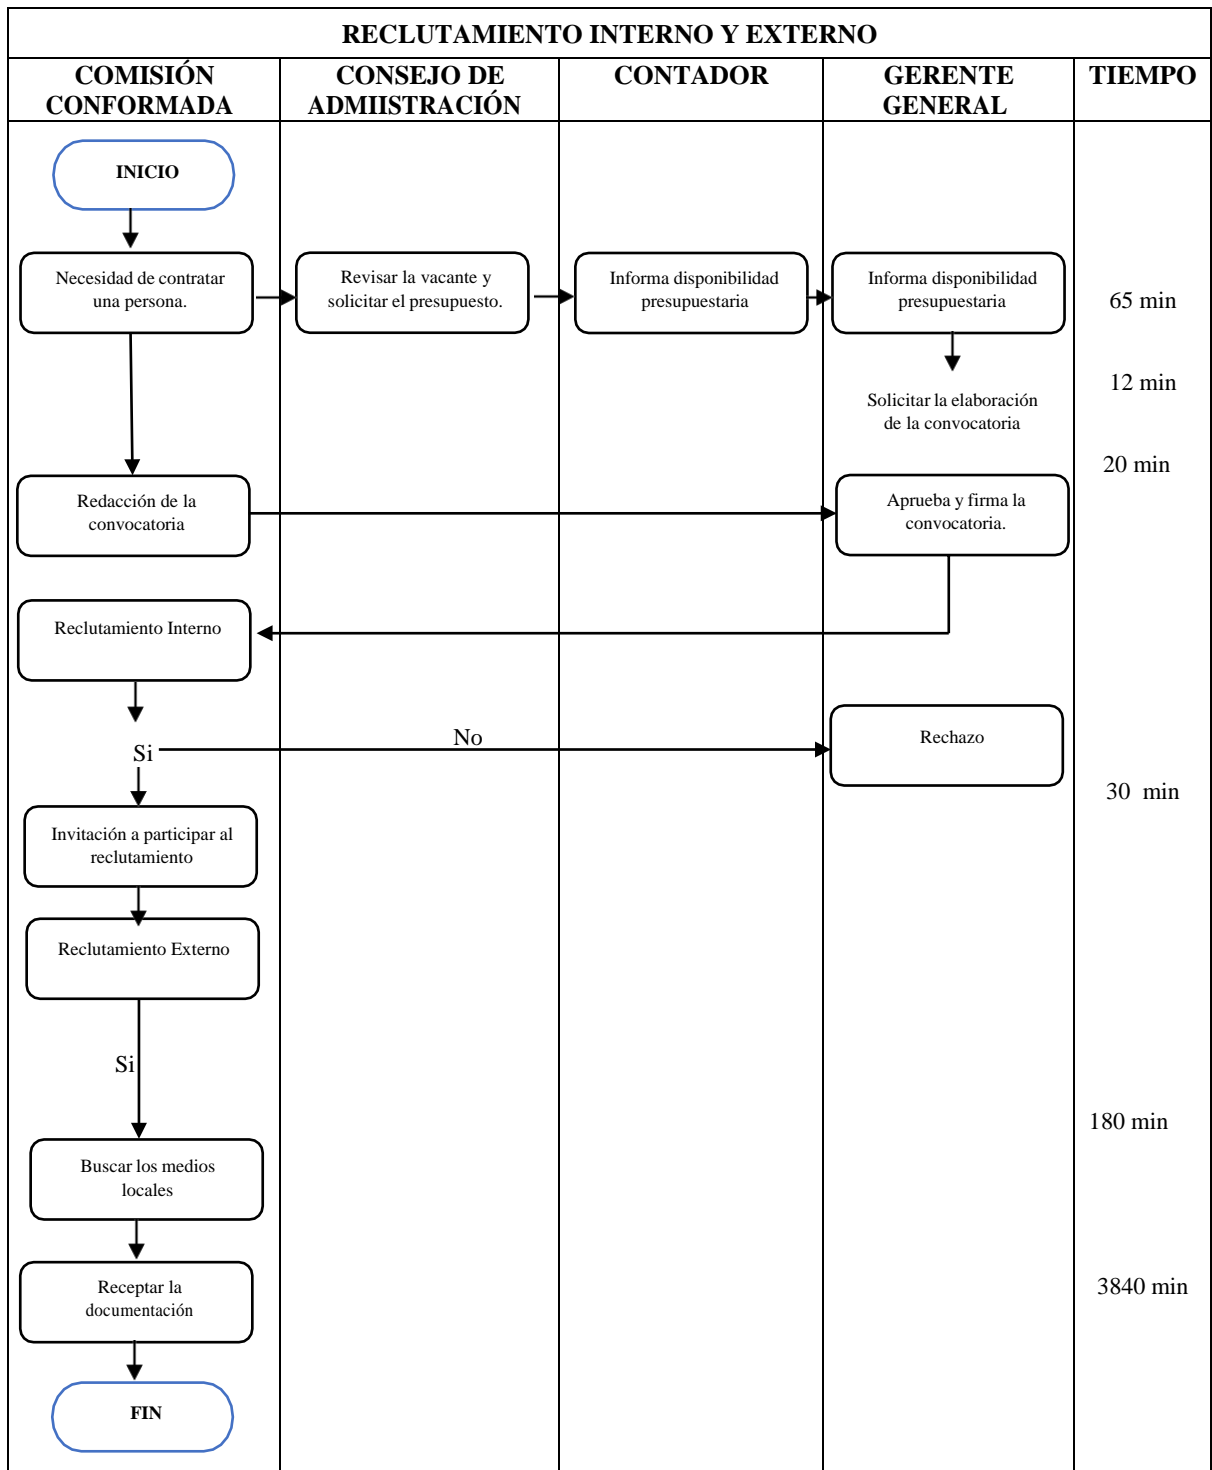 RECLUTAMIENTO INTERNO Y EXTERNO
COMISIÓN
CONFORMADA
CONSEJO DE
ADMIISTRACIÓN
CONTADOR
GERENTE
GENERAL
TIEMPO
INICIO
Necesidad de contratar
una persona.
Revisar la vacante y
solicitar el presupuesto.
Informa disponibilidad
presupuestaria
Informa disponibilidad
presupuestaria
65 min
12 min
Solicitar la elaboración
de la convocatoria
20 min
Redacción de la
convocatoria
Aprueba y firma la
convocatoria.
Reclutamiento Interno
Si
No
Rechazo
30 min
Invitación a participar al
reclutamiento
Reclutamiento Externo
Si
180 min
Buscar los medios
locales
Receptar la
documentación
3840 min
FIN